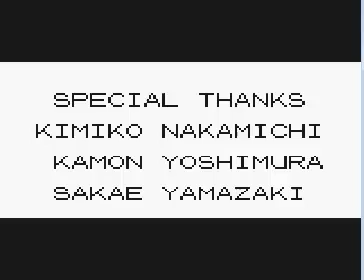 SPECIAL THANKS
KIMIKO NAKAMICHI
KAMON YOSHIMURA
SAKAE YAMAZAKI